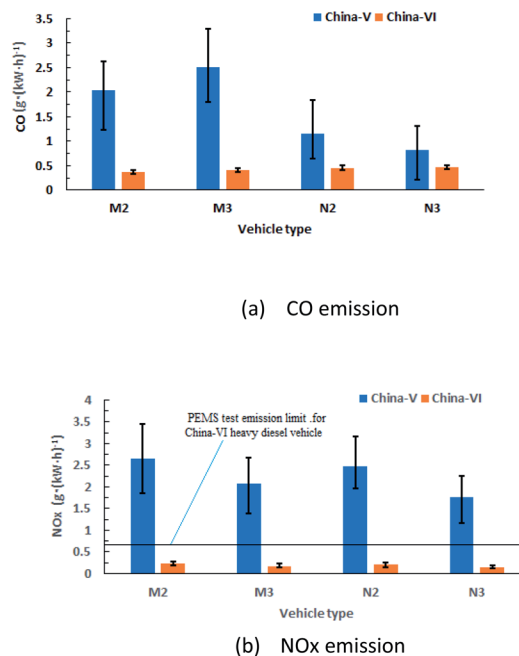 China-V China-VI
3.5
3
2.5
2
1.5
1
0.5
0
CO (g•(kW•h)-1)
M2 M3 N2 N3
Vehicle type
(a) CO emission
China-V China-VI
PEMS test emission limit .for
China-VI heavy diesel vehicle
4
3.5
3
2.5
2
1.5
1
0.5
0
NOx (g•(kW•h)-1)
M2 M3 N2 N3
Vehicle type
(b) NOx emission